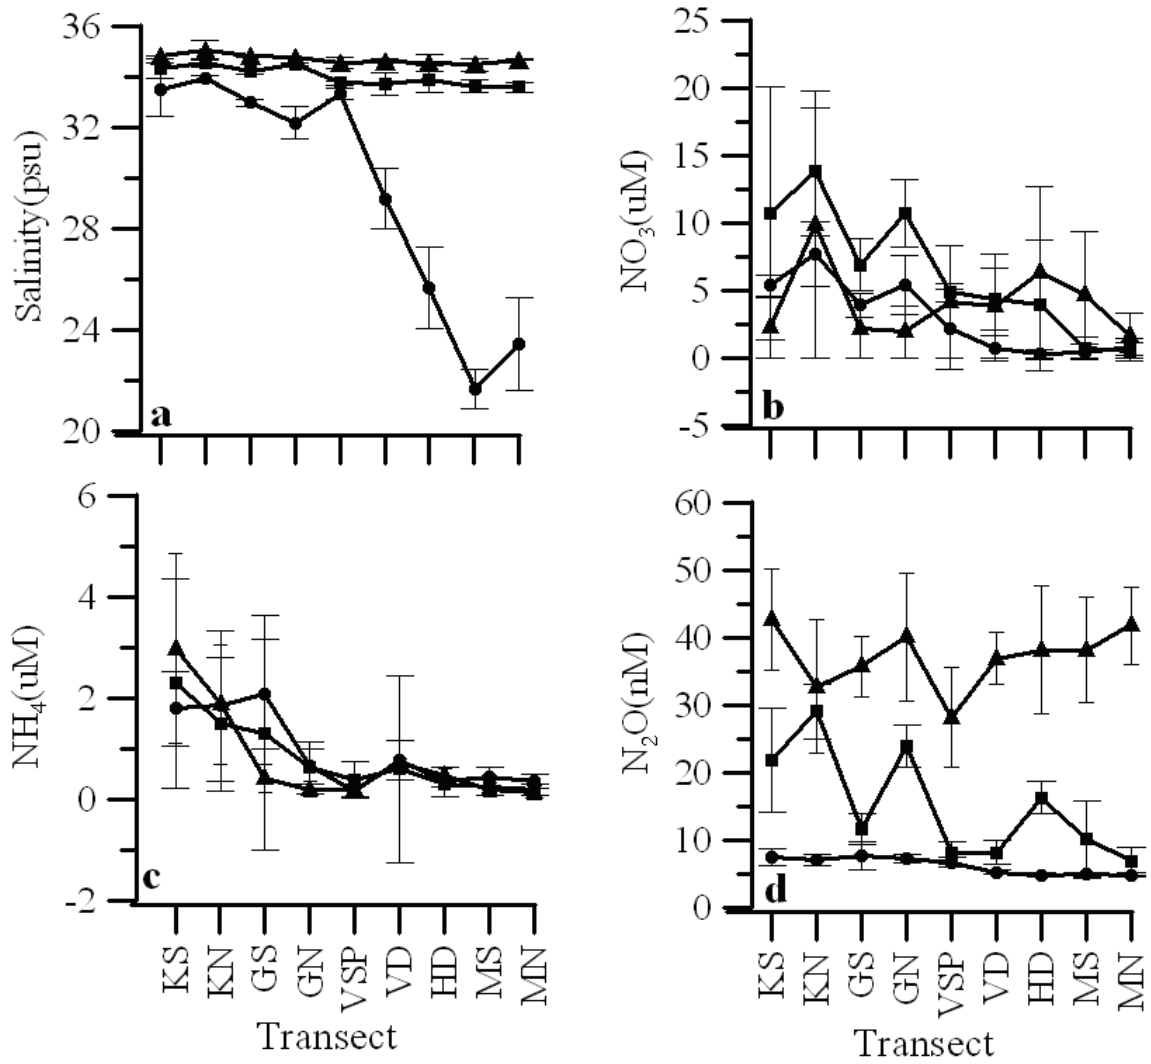 36
32
28
24
20
Salinity(psu)
a
25
20
15
10
5
0
-5
NO3(uM)
b
6
4
2
0
-2
NH4(uM)
c
KS
KN
GS
GN
VSP
VD
HD
MS
MN
Transect
60
50
40
30
20
10
0
N2O(nM)
d
KS
KN
GS
GN
VSP
VD
HD
MS
MN
Transect